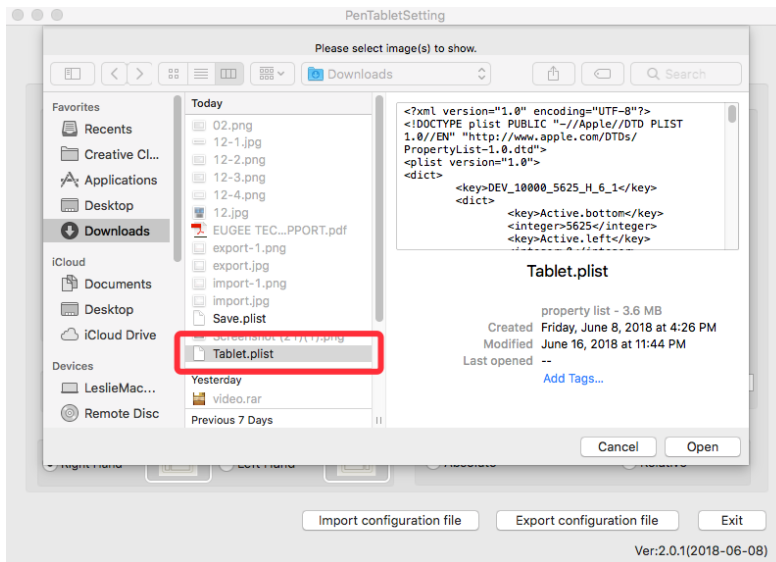 PenTabletSetting
Please select image(s) to show.
Downloads
Search
Favorites
Recents
Creative Cl...
Applications
Desktop
Downloads
iCloud
Documents
Desktop
iCloud Drive
Devices
LeslieMac...
Remote Disc
Today
02.png
12-1.jpg
12-2.png
12-3.png
12-4.png
12.jpg
EUGEE TEC...PPORT.pdf
export-1.png
export.jpg
import-1.png
import.jpg
Save.plist
Screenshot (21)(1).png
Tablet.plist
Yesterday
video.rar
Previous 7 Days
<?xml version="1.0" encoding="UTF-8"?>
<!DOCTYPE plist PUBLIC "-//Apple//DTD PLIST
1.0//EN" "http://www.apple.com/DTDs/
PropertyList-1.0.dtd">
<plist version="1.0">
<dict>
<key>DEV_10000_5625_H_6_1</key>
<dict>
<key>Active.bottom</key>
<integer>5625</integer>
<key>Active.left</key>
Tablet.plist
property list - 3.6 MB
Created Friday, June 8, 2018 at 4:26 PM
Modified June 16, 2018 at 11:44 PM
Last opened --
Add Tags...
Cancel
Open
Right Hand
Left Hand
Absolute
Relative
Import configuration file
Export configuration file
Exit
Ver:2.0.1(2018-06-08)